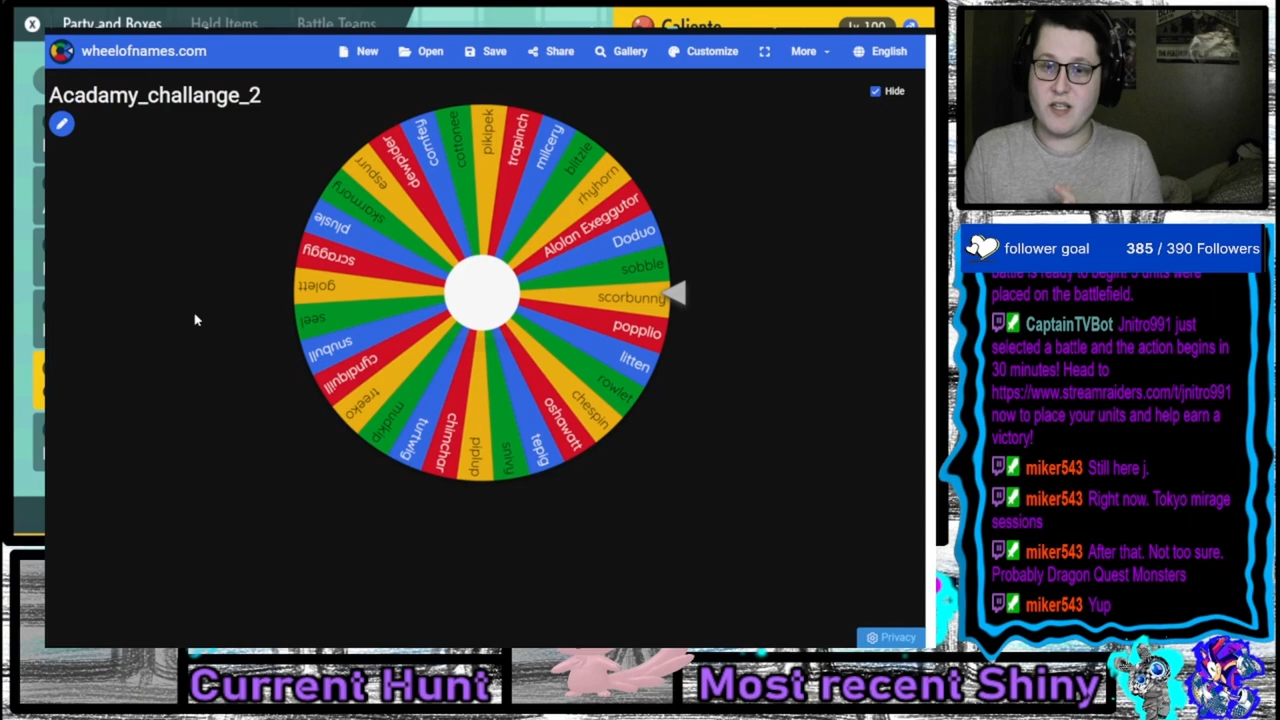 Party and Boxes
Held Items
Battle Teams
Caliente
Lv. 100
wheelofnames.com
New
Open
Save
Share
Gallery
Customize
More
English
Acadamy_challange_2
Hide
pikipek
trapinch
milcery
blitzle
rhyhorn
Alolan Exeggutor
Doduo
sobble
scorbunny
popplio
litten
rowlet
chespin
oshawatt
tepig
snivy
piplup
chimchar
turtwig
mudkip
treeko
cyndiquill
snubull
seel
golett
scraggy
plusle
skarmory
espurr
dewpider
comfey
cottonee
Privacy
follower goal
385 / 390 Followers
battle is ready to begin! 5 units were
placed on the battlefield.
CaptainTVBot Jnitro991 just
selected a battle and the action begins in
30 minutes! Head to
https://www.streamraiders.com/t/jnitro991
now to place your units and help earn a
victory!
miker543 Still here j.
miker543 Right now. Tokyo mirage
sessions
miker543 After that. Not too sure.
Probably Dragon Quest Monsters
miker543 Yup
Current Hunt
Most recent Shiny